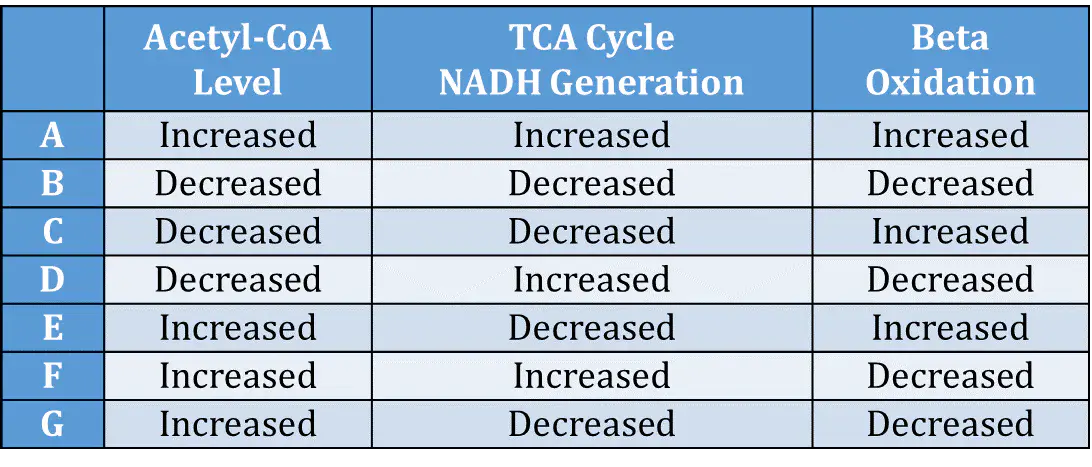 Acetyl-CoA Level TCA Cycle NADH Generation Beta Oxidation
A Increased Increased Increased
B Decreased Decreased Decreased
C Decreased Decreased Increased
D Decreased Increased Decreased
E Increased Decreased Increased
F Increased Increased Decreased
G Increased Decreased Decreased